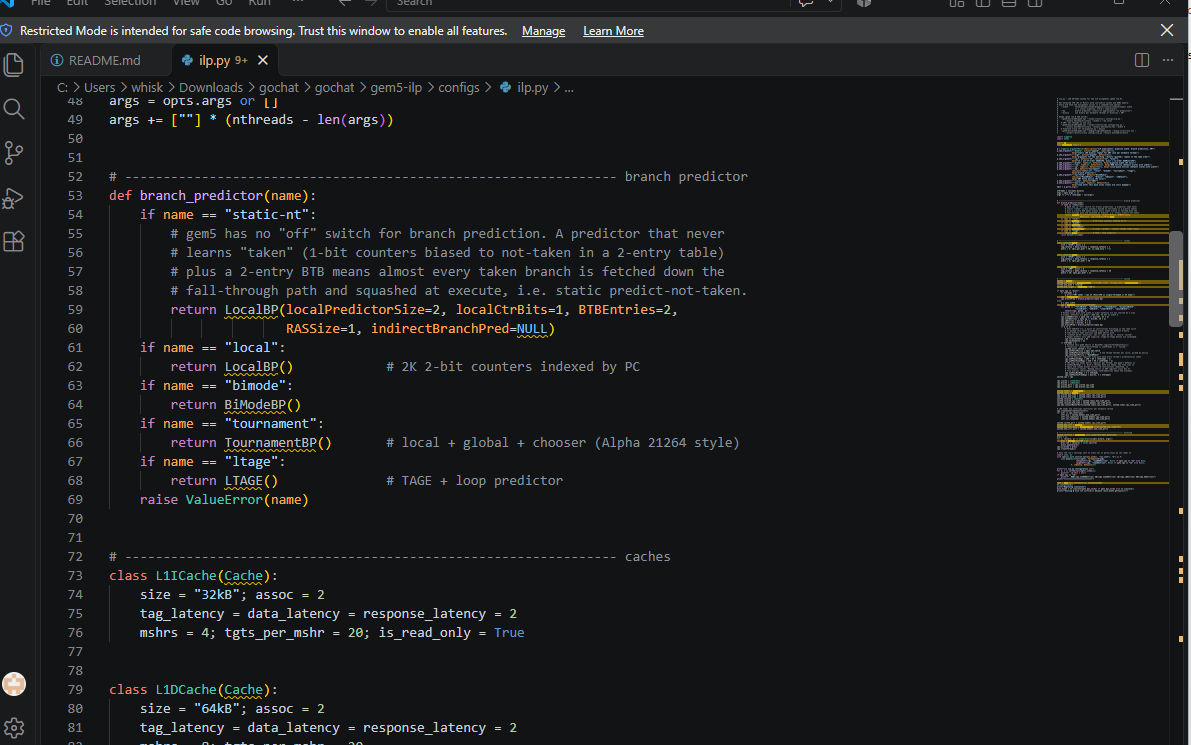 File Edit Selection View Go Run ... Search
Restricted Mode is intended for safe code browsing. Trust this window to enable all features. Manage Learn More
README.md ilp.py 9+
C: > Users > whisk > Downloads > gochat > gochat > gem5-ilp > configs > ilp.py > ...
48 args = opts.args or []
49 args += [""] * (nthreads - len(args))
50
51
52 # ---------------------------------------------------------------- branch predictor
53 def branch_predictor(name):
54 if name == "static-nt":
55 # gem5 has no "off" switch for branch prediction. A predictor that never
56 # learns "taken" (1-bit counters biased to not-taken in a 2-entry table)
57 # plus a 2-entry BTB means almost every taken branch is fetched down the
58 # fall-through path and squashed at execute, i.e. static predict-not-taken.
59 return LocalBP(localPredictorSize=2, localCtrBits=1, BTBEntries=2,
60 RASSize=1, indirectBranchPred=NULL)
61 if name == "local":
62 return LocalBP() # 2K 2-bit counters indexed by PC
63 if name == "bimode":
64 return BiModeBP()
65 if name == "tournament":
66 return TournamentBP() # local + global + chooser (Alpha 21264 style)
67 if name == "ltage":
68 return LTAGE() # TAGE + loop predictor
69 raise ValueError(name)
70
71
72 # ---------------------------------------------------------------- caches
73 class L1ICache(Cache):
74 size = "32kB"; assoc = 2
75 tag_latency = data_latency = response_latency = 2
76 mshrs = 4; tgts_per_mshr = 20; is_read_only = True
77
78
79 class L1DCache(Cache):
80 size = "64kB"; assoc = 2
81 tag_latency = data_latency = response_latency = 2